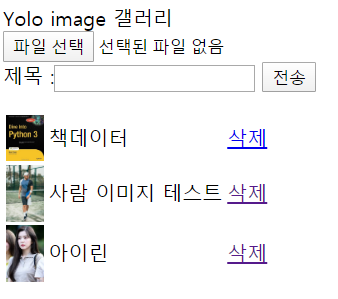 Yolo image 갤러리
파일 선택 선택된 파일 없음
제목 : 전송
Dive Into
Python 3
책데이터 삭제
사람 이미지 테스트 삭제
아이린 삭제